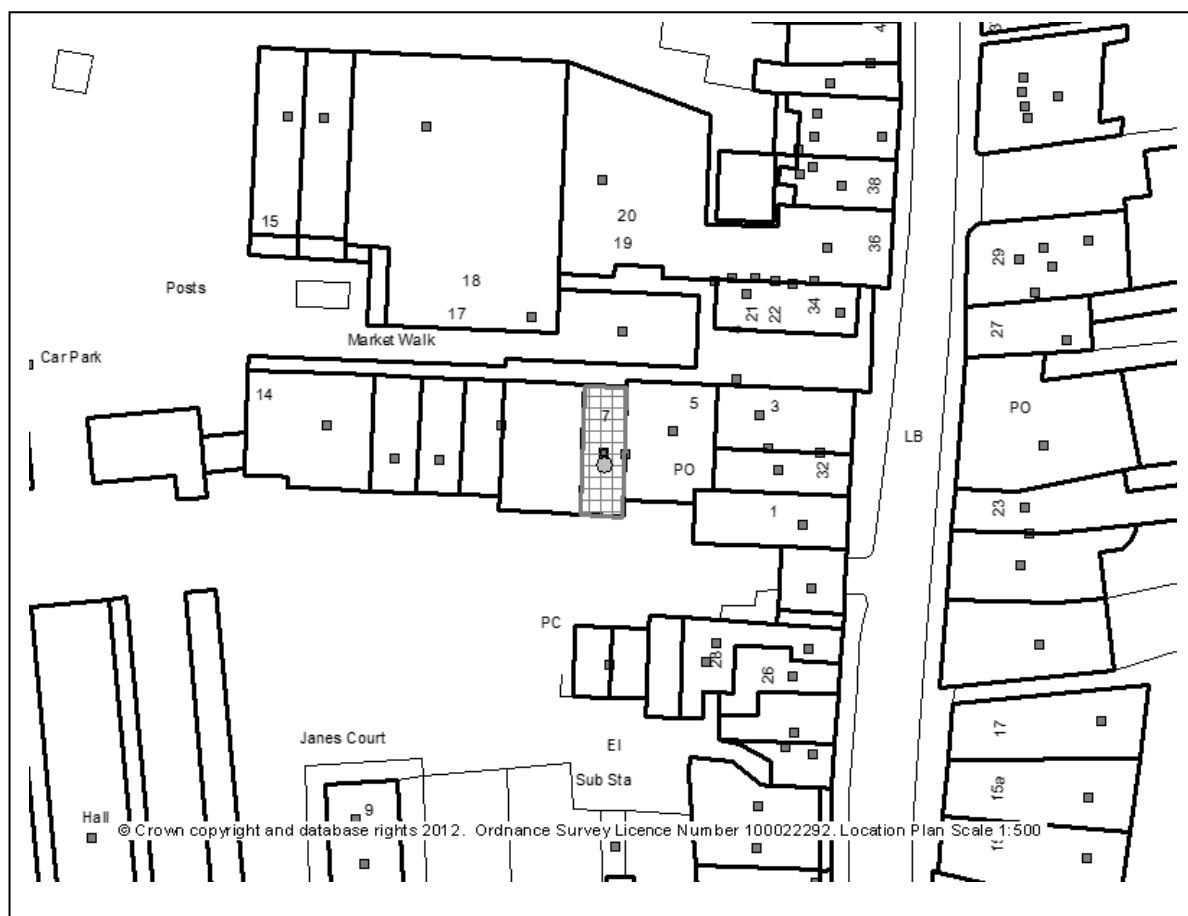 4
3
38
20
15
19
36
29
18
Posts
17
21
22
34
27
Market Walk
Car Park
14
7
5
3
PO
LB
PO
32
1
23
PC
28
26
17
Janes Court
El
Sub Sta
15a
9
Hall
© Crown copyright and database rights 2012. Ordnance Survey Licence Number 100022292. Location Plan Scale 1:500